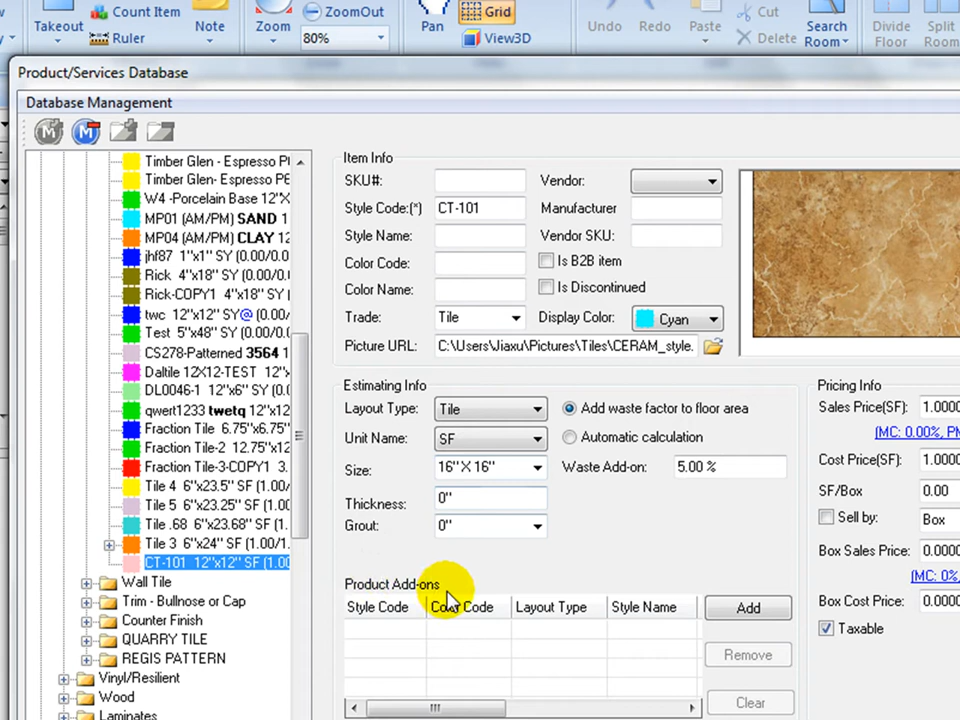 Takeout
Count Item
Ruler
Note
Zoom
ZoomOut
80%
Pan
Grid
View3D
Undo
Redo
Paste
Cut
Delete
Search
Room
Divide
Floor
Split
Room
Product/Services Database
Database Management
Timber Glen - Espresso P
Timber Glen- Espresso P6
W4 -Porcelain Base 12"X
MP01 (AM/PM) SAND 1
MP04 (AM/PM) CLAY 12
jhf87 1"x1" SY (0.00/0.
Rick 4"x18" SY (0.00/0.
Rick-COPY1 4"x18" SY (
twc 12"x12" SY@ (0.00/
Test 5"x48" SY (0.00/0.
CS278-Patterned 3564 1
Daltile 12X12-TEST 12"x
DL0046-1 12"x6" SF (0.
qwert1233 twetq 12"x1
Fraction Tile 6.75"x6.75"
Fraction Tile-2 12.75"x12
Fraction Tile-3-COPY1 3.
Tile 4 6"x23.5" SF (1.00/
Tile 5 6"x23.25" SF (1.0
Tile .68 6"x23.68" SF (1.
Tile 3 6"x24" SF (1.00/1
CT-101 12"x12" SF (1.00
Wall Tile
Trim - Bullnose or Cap
Counter Finish
QUARRY TILE
REGIS PATTERN
Vinyl/Resilient
Wood
Laminates
Item Info
SKU#:
Vendor:
Style Code:(*) CT-101
Manufacturer
Style Name:
Vendor SKU:
Color Code:
Is B2B item
Color Name:
Is Discontinued
Trade: Tile
Display Color: Cyan
Picture URL: C:\Users\Jiaxu\Pictures\Tiles\CERAM_style.
Estimating Info
Layout Type: Tile
Add waste factor to floor area
Unit Name: SF
Automatic calculation
Size: 16" X 16"
Waste Add-on: 5.00 %
Thickness: 0"
Grout: 0"
Product Add-ons
Style Code Color Code Layout Type Style Name
Add
Remove
Clear
Pricing Info
Sales Price(SF): 1.0000
(MC: 0.00%, PM
Cost Price(SF): 1.0000
SF/Box 0.00
Sell by: Box
Box Sales Price: 0.0000
(MC: 0%,
Box Cost Price: 0.0000
Taxable